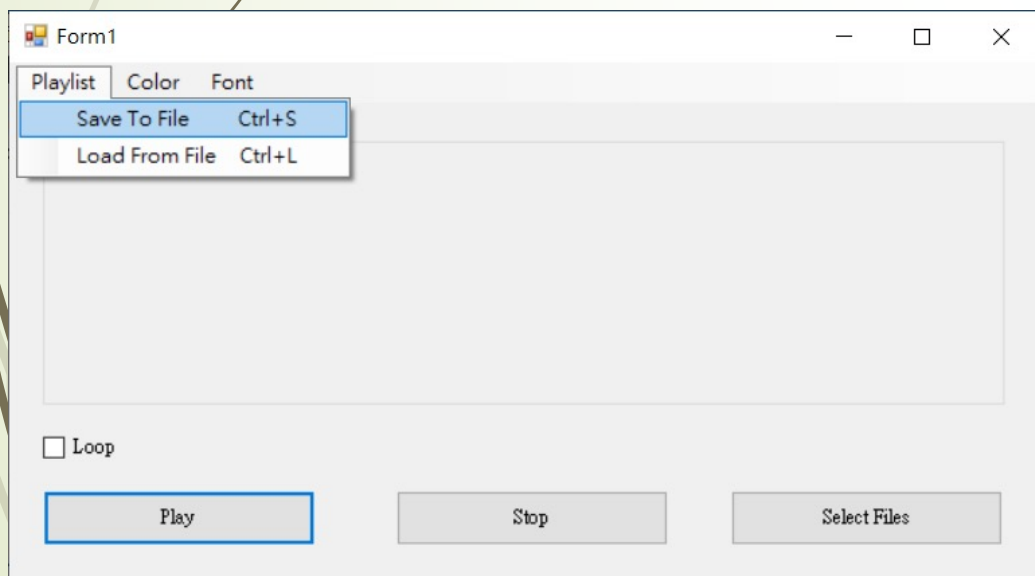 Form1
Playlist Color Font
Save To File Ctrl+S
Load From File Ctrl+L
Loop
Play Stop Select Files